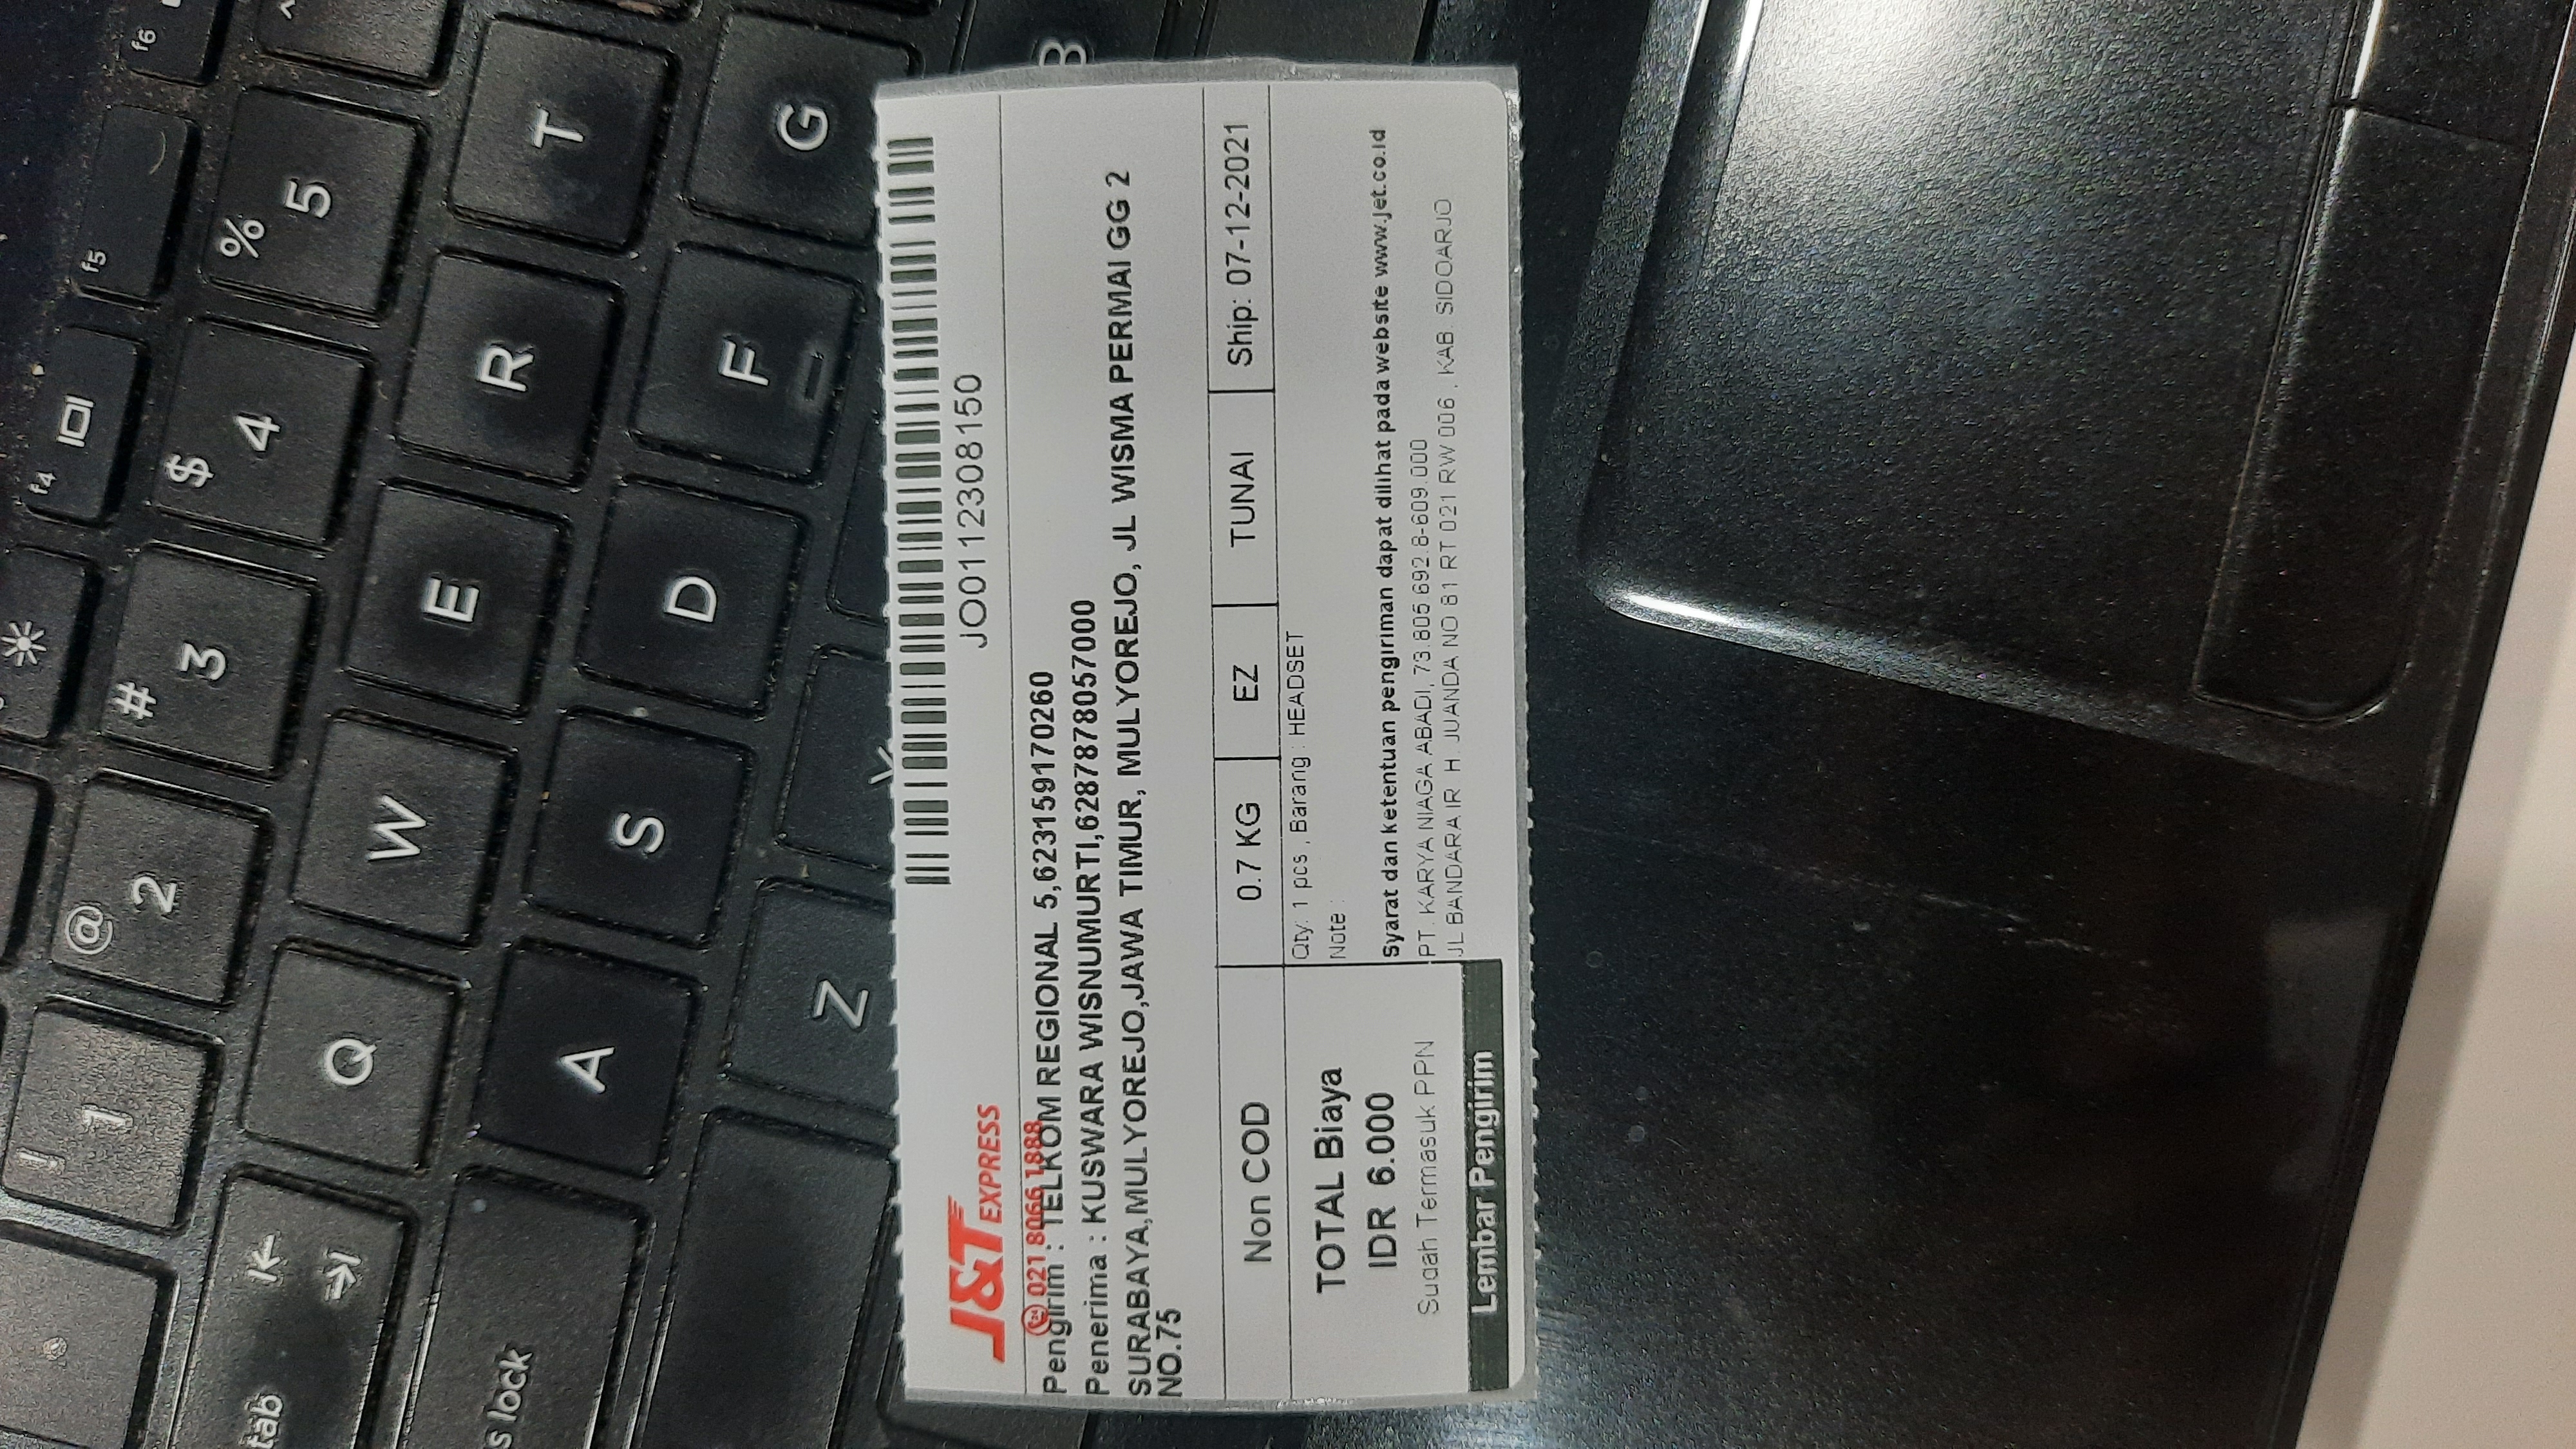 ! 1
@ 2
# 3
$ 4
% 5
f4
f5
f6
tab
Q W E R T
s lock
A S D F G
Z
B
J&T EXPRESS
JO0112308150
24 021 8066 1888
Pengirim : TELKOM REGIONAL 5,623159170260
Penerima : KUSWARA WISNUMURTI,6287878057000
SURABAYA,MULYOREJO,JAWA TIMUR, MULYOREJO, JL WISMA PERMAI GG 2
NO.75
Non COD
0.7 KG
EZ
TUNAI
Ship: 07-12-2021
TOTAL Biaya
IDR 6.000
Sudah Termasuk PPN
Lembar Pengirim
Qty: 1 pcs , Barang : HEADSET
Note :
Syarat dan ketentuan pengiriman dapat dilihat pada website www.jet.co.id
PT. KARYA NIAGA ABADI, 73.805.692.8-609.000
JL BANDARA IR. H. JUANDA NO 81 RT 021 RW 006 , KAB. SIDOARJO